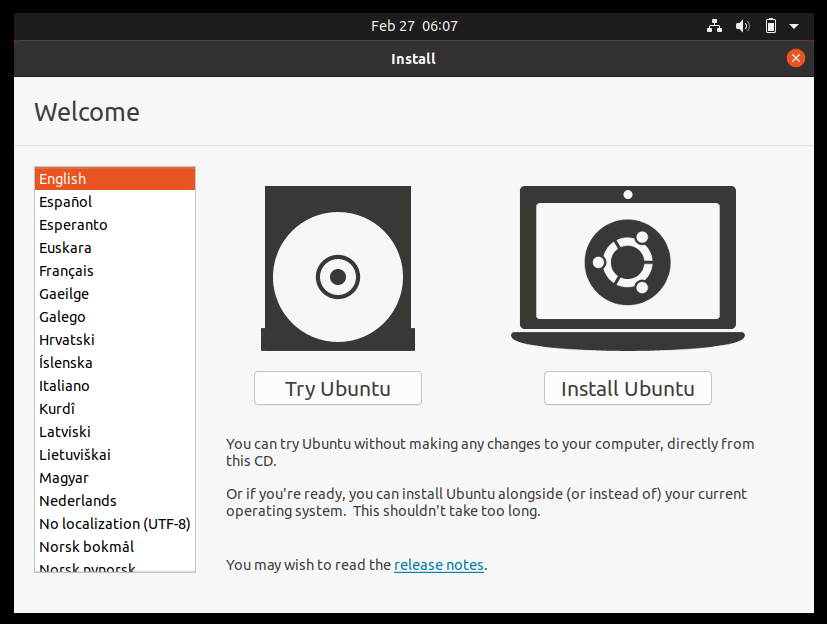 Feb 27  06:07
Install
Welcome
English
Español
Esperanto
Euskara
Français
Gaeilge
Galego
Hrvatski
Íslenska
Italiano
Kurdî
Latviski
Lietuviškai
Magyar
Nederlands
No localization (UTF-8)
Norsk bokmål
Norsk nynorsk
Try Ubuntu
Install Ubuntu
You can try Ubuntu without making any changes to your computer, directly from
this CD.
Or if you're ready, you can install Ubuntu alongside (or instead of) your current
operating system.  This shouldn't take too long.
You may wish to read the release notes.